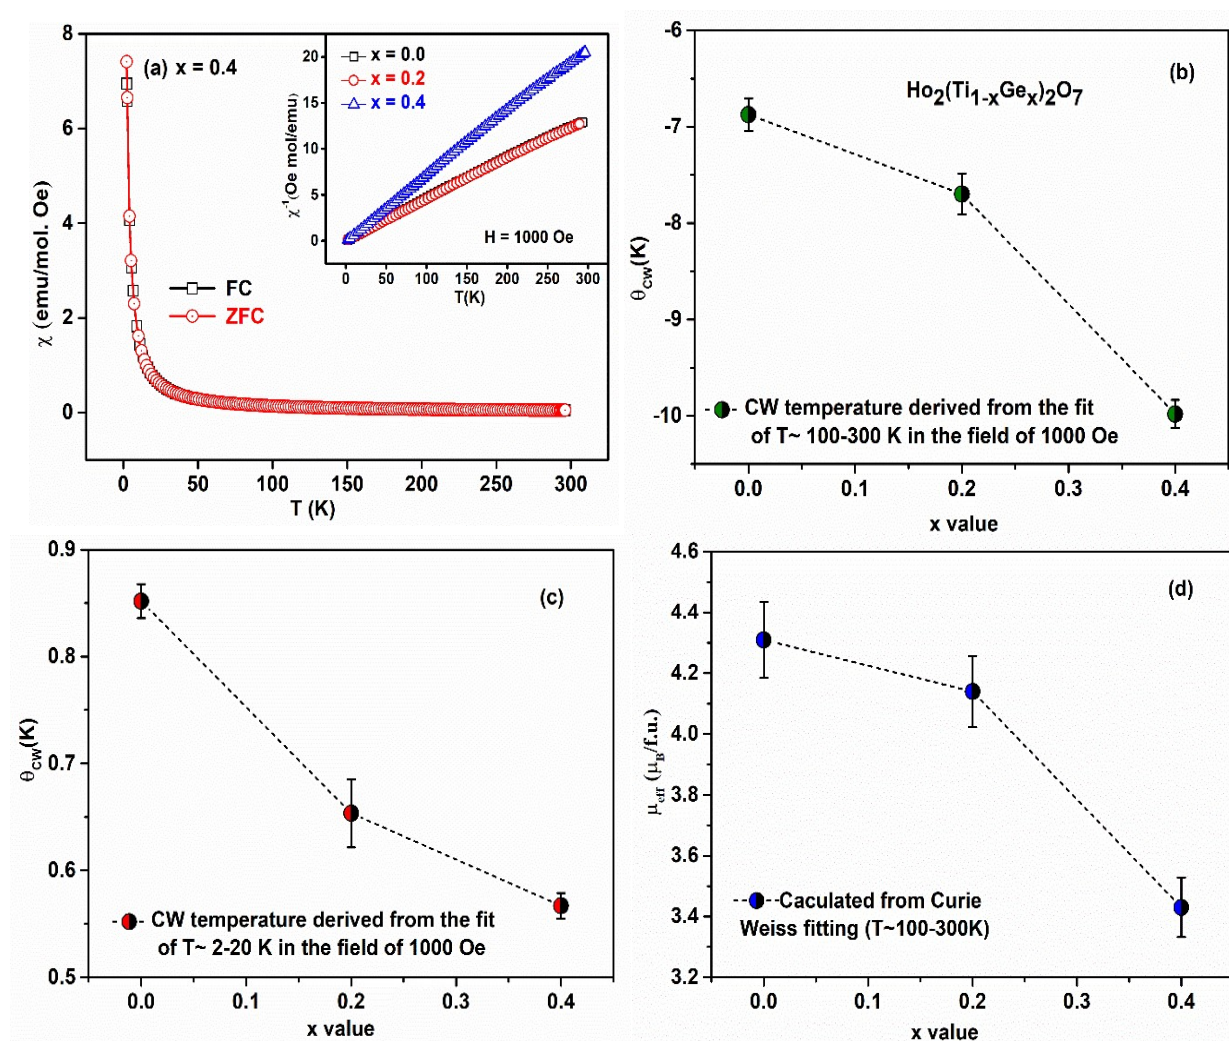 (a) x = 0.4
χ (emu/mol. Oe)
8
6
4
2
0
0 50 100 150 200 250 300
T (K)
FC
ZFC
x = 0.0
x = 0.2
x = 0.4
χ⁻¹(Oe mol/emu)
20
15
10
5
0
H = 1000 Oe
0 50 100 150 200 250 300
T(K)
(b)
Ho₂(Ti₁₋ₓGeₓ)₂O₇
θCW(K)
-6
-7
-8
-9
-10
CW temperature derived from the fit
of T~ 100-300 K in the field of 1000 Oe
0.0 0.1 0.2 0.3 0.4
x value
(c)
θCW(K)
0.9
0.8
0.7
0.6
0.5
CW temperature derived from the fit
of T~ 2-20 K in the field of 1000 Oe
0.0 0.2 0.4
x value
(d)
μeff (μB/f.u.)
4.6
4.4
4.2
4.0
3.8
3.6
3.4
3.2
Caculated from Curie
Weiss fitting (T~100-300K)
0.0 0.1 0.2 0.3 0.4
x value